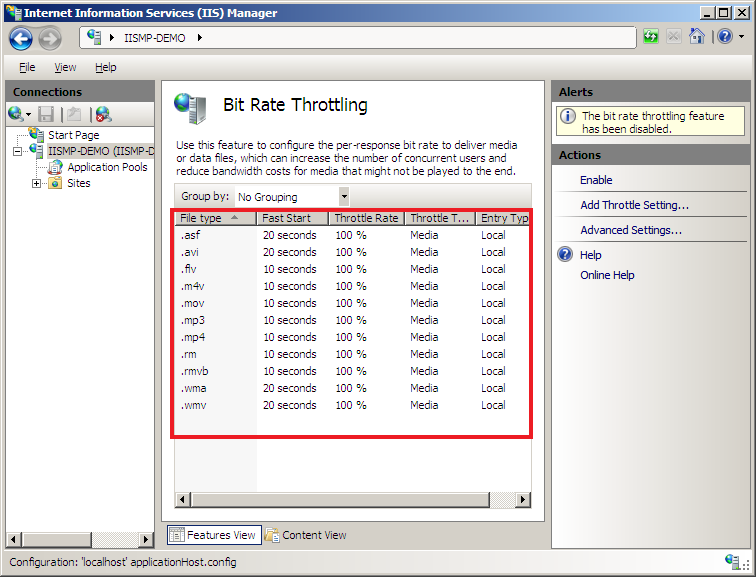 Internet Information Services (IIS) Manager
IISMP-DEMO
File View Help
Connections
Start Page
IISMP-DEMO (IISMP-D
Application Pools
Sites
Bit Rate Throttling
Use this feature to configure the per-response bit rate to deliver media
or data files, which can increase the number of concurrent users and
reduce bandwidth costs for media that might not be played to the end.
Group by: No Grouping
File type Fast Start Throttle Rate Throttle T... Entry Typ
.asf 20 seconds 100 % Media Local
.avi 20 seconds 100 % Media Local
.flv 10 seconds 100 % Media Local
.m4v 10 seconds 100 % Media Local
.mov 10 seconds 100 % Media Local
.mp3 10 seconds 100 % Media Local
.mp4 10 seconds 100 % Media Local
.rm 10 seconds 100 % Media Local
.rmvb 10 seconds 100 % Media Local
.wma 20 seconds 100 % Media Local
.wmv 20 seconds 100 % Media Local
Features View Content View
Alerts
The bit rate throttling feature
has been disabled.
Actions
Enable
Add Throttle Setting...
Advanced Settings...
Help
Online Help
Configuration: 'localhost' applicationHost.config